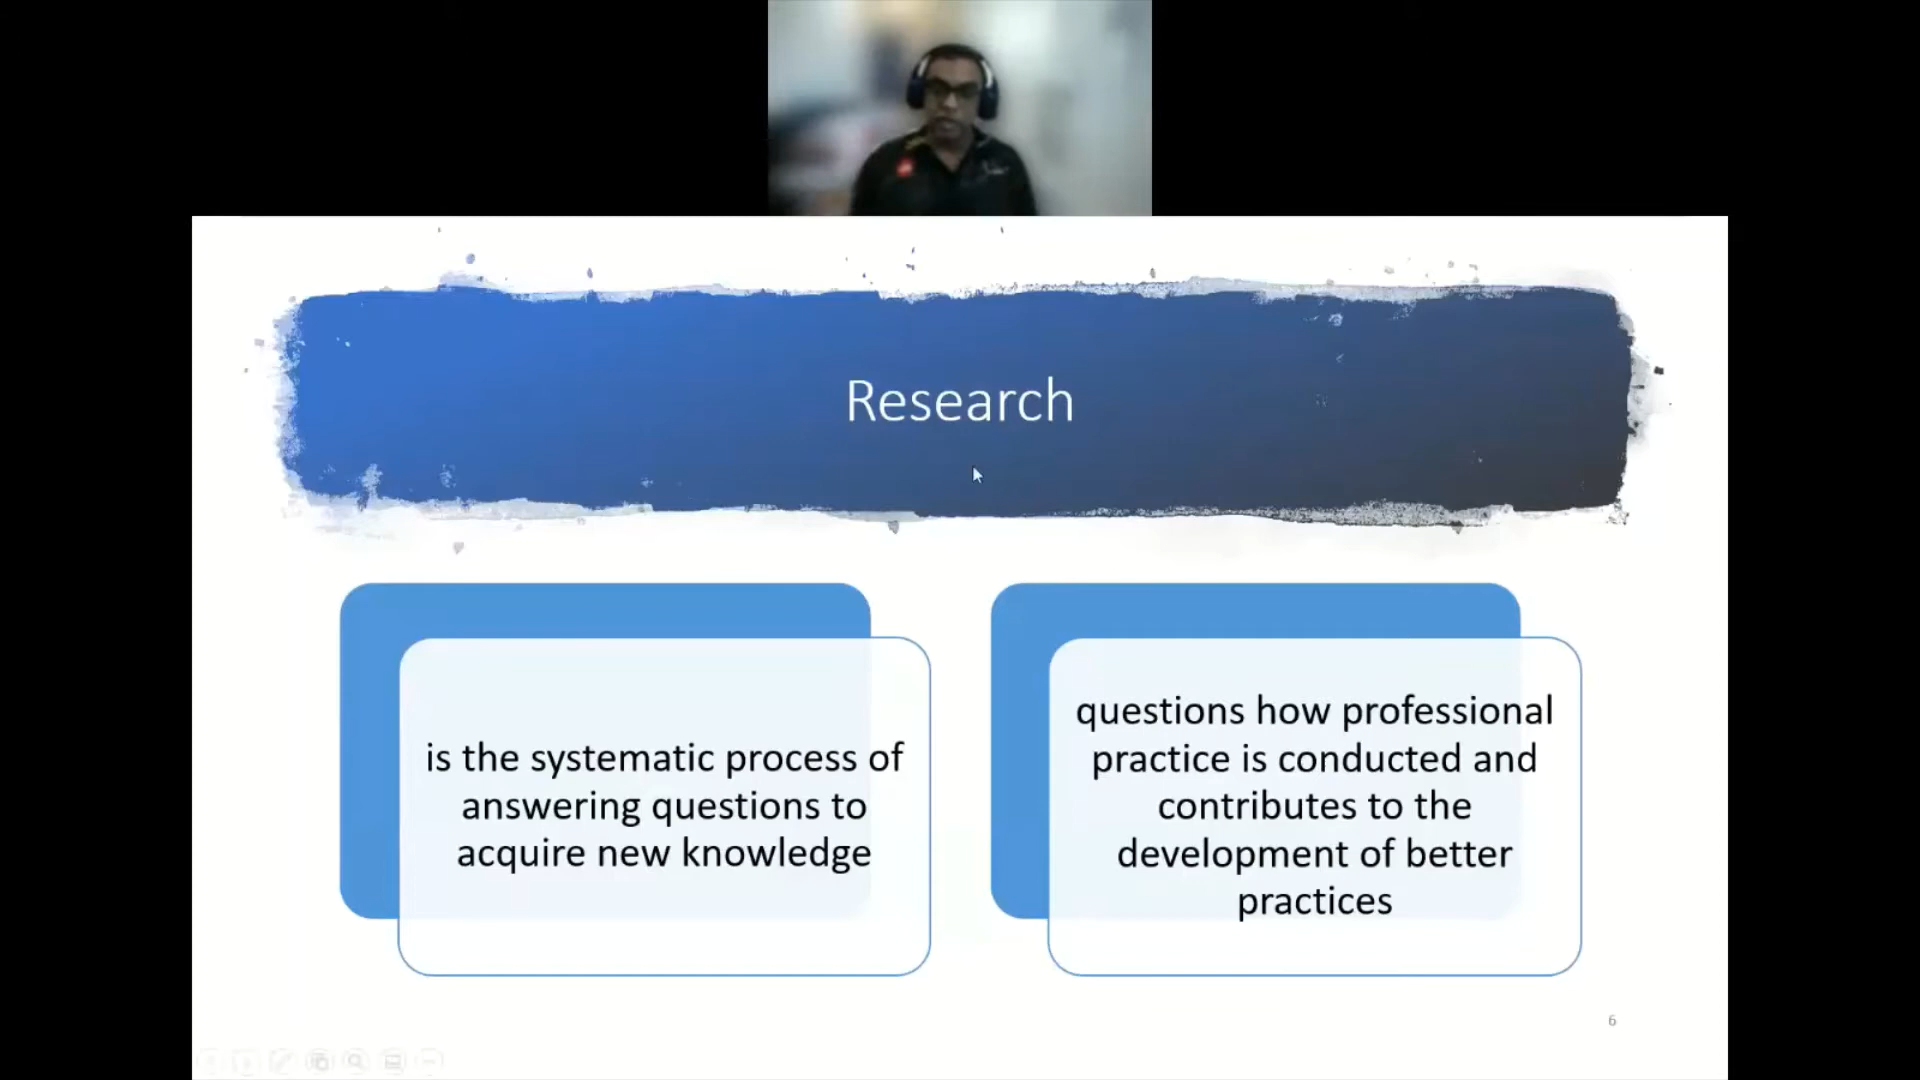 Research
is the systematic process of
answering questions to
acquire new knowledge
questions how professional
practice is conducted and
contributes to the
development of better
practices
6